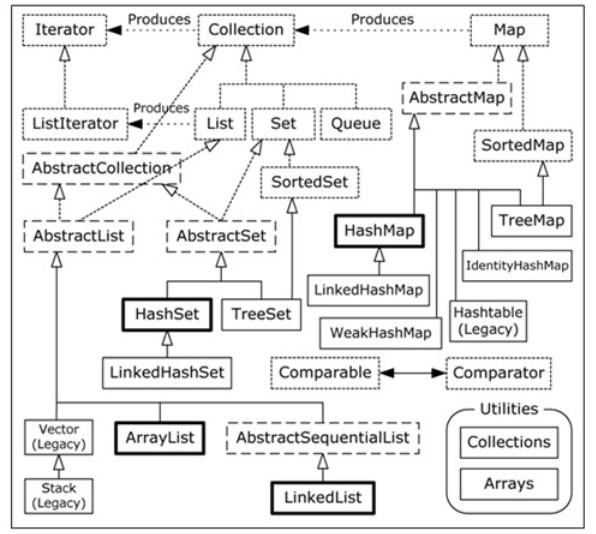 Iterator
Produces
Collection
Produces
Map
AbstractMap
ListIterator
Produces
List
Set
Queue
SortedMap
AbstractCollection
SortedSet
AbstractList
AbstractSet
HashMap
TreeMap
IdentityHashMap
LinkedHashMap
HashSet
TreeSet
Hashtable
(Legacy)
WeakHashMap
LinkedHashSet
Comparable
Comparator
Utilities
Collections
Arrays
Vector
(Legacy)
ArrayList
AbstractSequentialList
Stack
(Legacy)
LinkedList